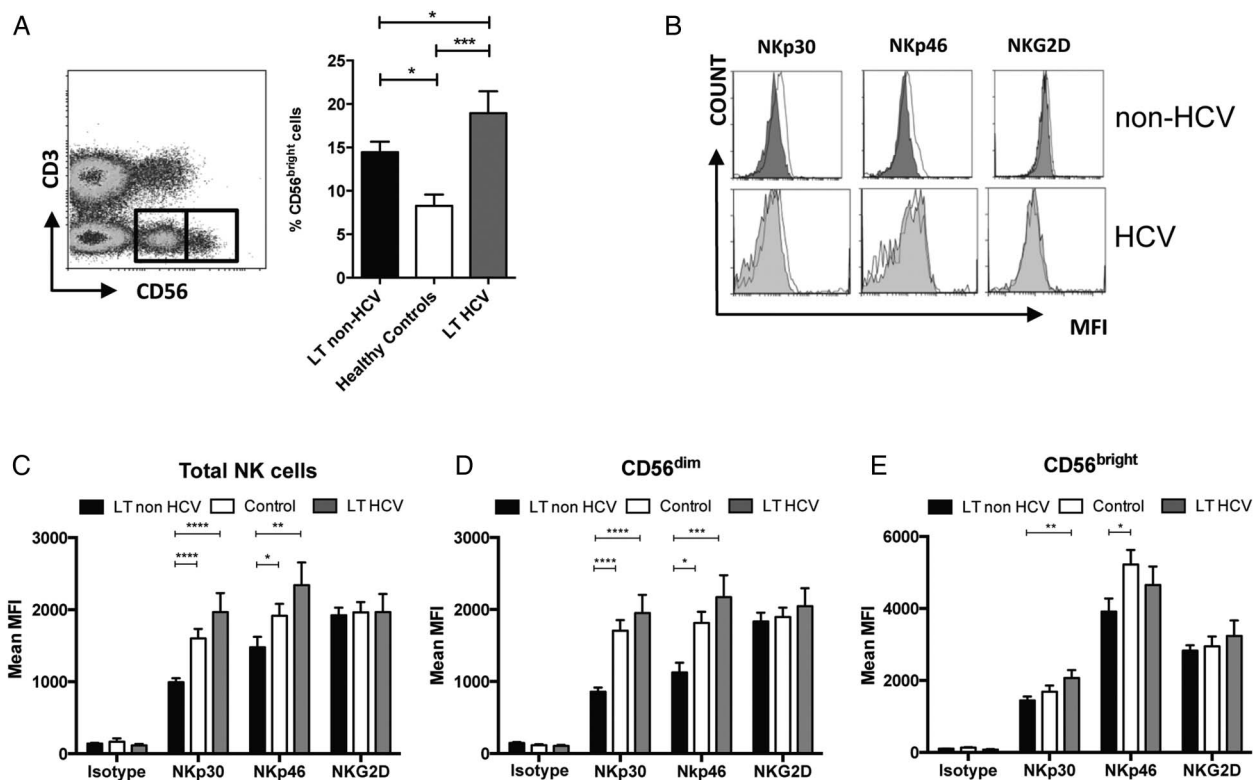 A
CD3
CD56
*
***
*
25
20
15
10
5
0
% CD56bright cells
LT non-HCV
Healthy Controls
LT HCV
B
NKp30 NKp46 NKG2D
COUNT
non-HCV
HCV
MFI
C
Total NK cells
LT non HCV Control LT HCV
**** **
**** *
3000
2000
1000
0
Mean MFI
Isotype NKp30 NKp46 NKG2D
D
CD56dim
LT non HCV Control LT HCV
**** ***
**** *
3000
2000
1000
0
Mean MFI
Isotype NKp30 Nkp46 NKG2D
E
CD56bright
LT non HCV Control LT HCV
** *
6000
4000
2000
0
Mean MFI
Isotype NKp30 NKp46 NKG2D